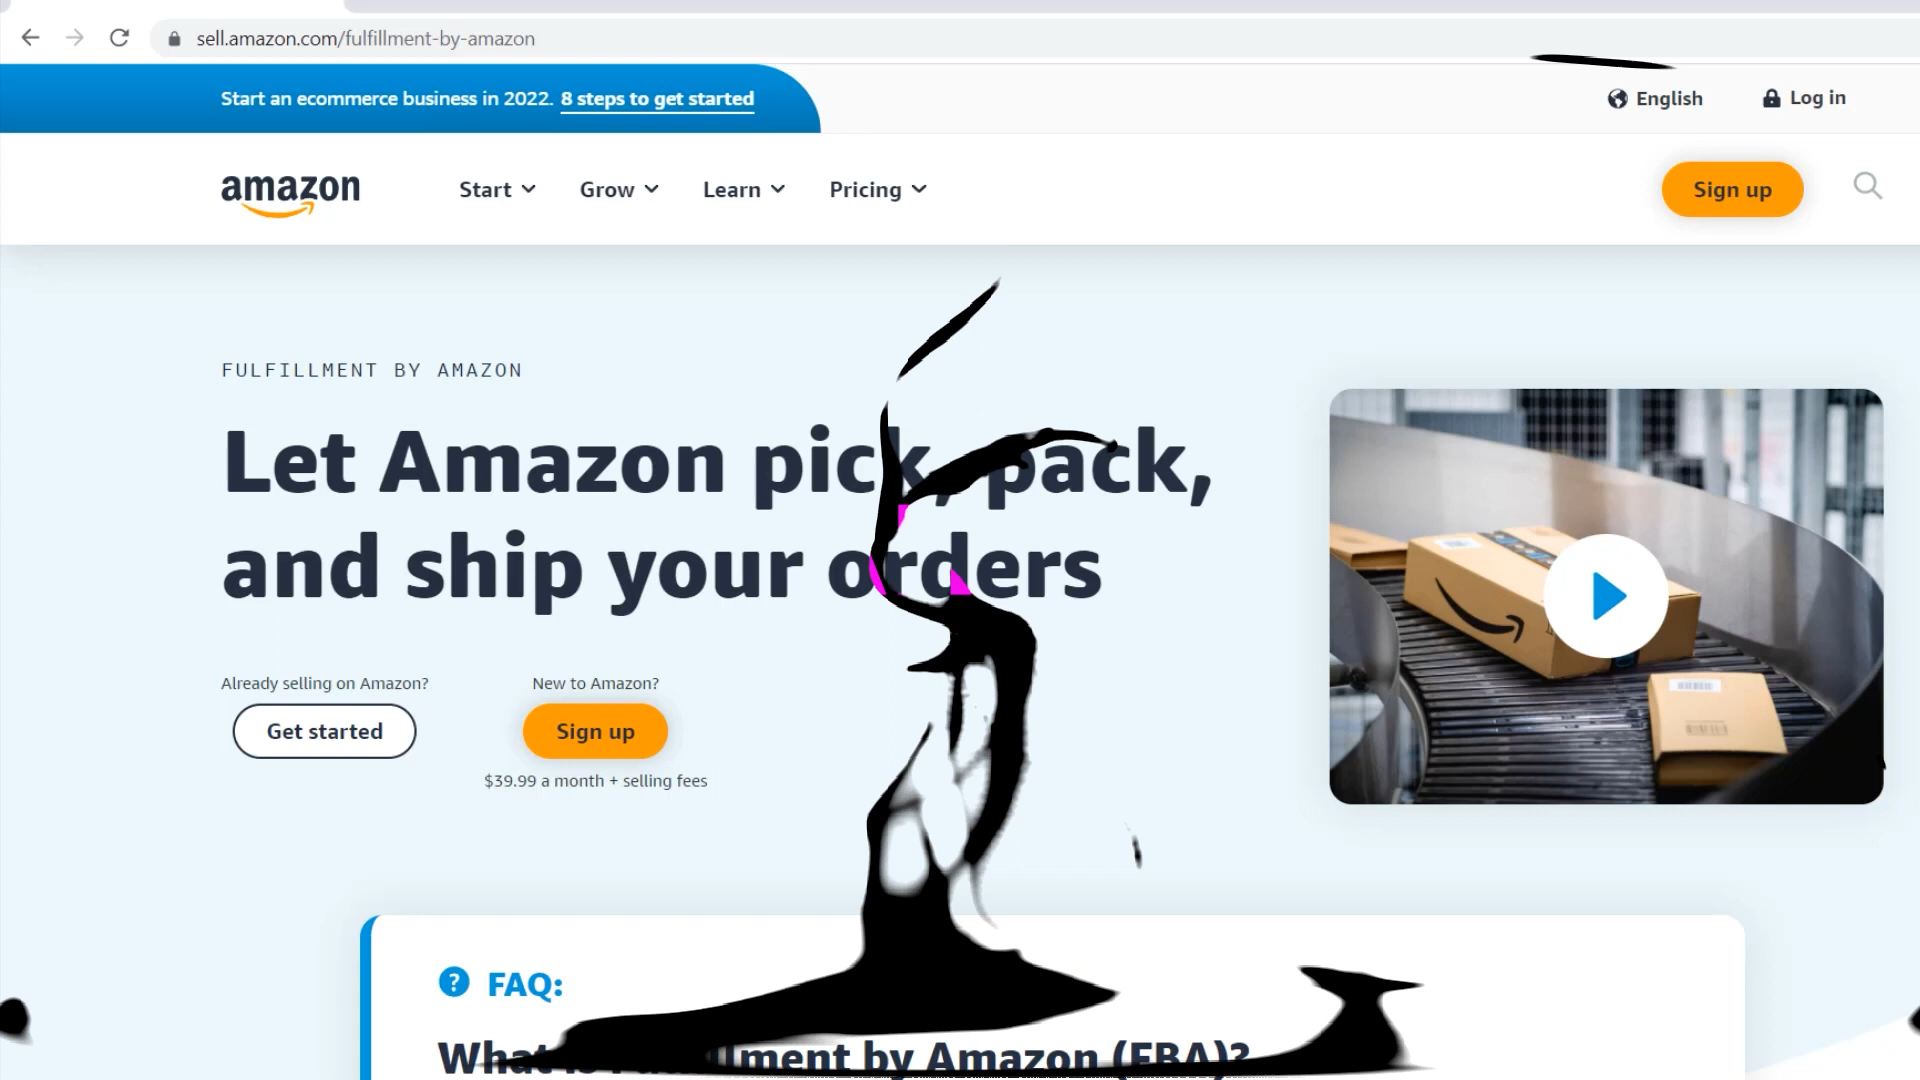 sell.amazon.com/fulfillment-by-amazon
Start an ecommerce business in 2022. 8 steps to get started
English
Log in
amazon
Start
Grow
Learn
Pricing
Sign up
FULFILLMENT BY AMAZON
Let Amazon pick, pack,
and ship your orders
Already selling on Amazon?
New to Amazon?
Get started
Sign up
$39.99 a month + selling fees
? FAQ:
What by Amazon (FBA)?